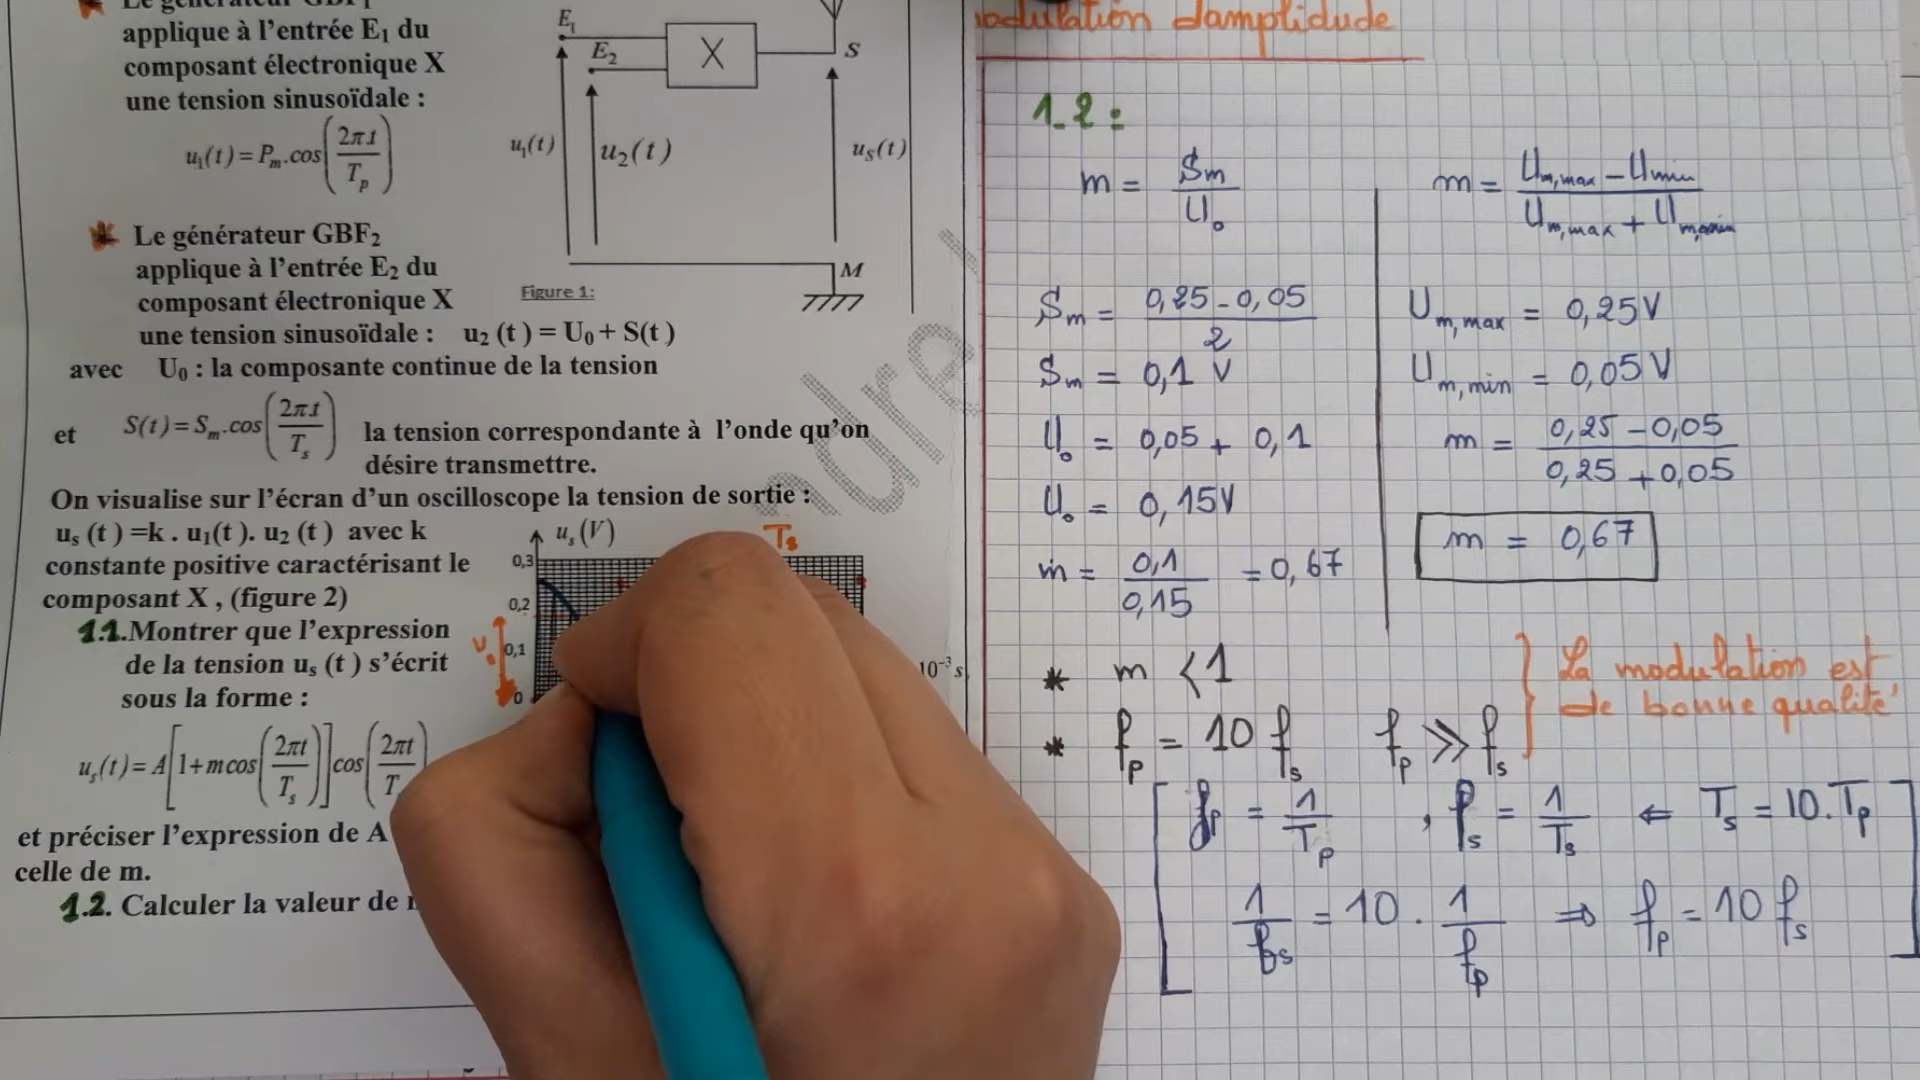 Le générateur
applique à l'entrée E₁ du
composant électronique X
une tension sinusoïdale :
u₁(t) = Pₘ.cos(2πt/Tₚ)
Le générateur GBF₂
applique à l'entrée E₂ du
composant électronique X
une tension sinusoïdale : u₂ (t) = U₀ + S(t)
avec U₀ : la composante continue de la tension
et S(t) = Sₘ.cos(2πt/Tₛ) la tension correspondante à l'onde qu'on
désire transmettre.
On visualise sur l'écran d'un oscilloscope la tension de sortie :
uₛ (t) =k . u₁(t). u₂ (t) avec k
constante positive caractérisant le
composant X , (figure 2)
1.1.Montrer que l'expression
de la tension uₛ (t) s'écrit
sous la forme :
uₛ(t) = A[1+mcos(2πt/Tₛ)]cos(2πt/T
et préciser l'expression de A
celle de m.
1.2. Calculer la valeur de
E₁
E₂
X
S
u₁(t)
u₂(t)
uₛ(t)
M
Figure 1:
uₛ(V)
Tₛ
0,3
0,2
0,1
0
10⁻³ s
odulation d'amplidude
1_2 :
m = Sₘ/U₀
Sₘ = (0,25 - 0,05)/2
Sₘ = 0,1 V
U₀ = 0,05 + 0,1
U₀ = 0,15V
m = 0,1/0,15 = 0,67
m = (Uₘ,ₘₐₓ - Uₘᵢₙ)/(Uₘ,ₘₐₓ + Uₘ,ₘᵢₙ)
Uₘ,ₘₐₓ = 0,25V
Uₘ,ₘᵢₙ = 0,05V
m = (0,25 - 0,05)/(0,25 + 0,05)
m = 0,67
* m < 1
* fₚ = 10 fₛ fₚ ≫ fₛ
La modulation est
de bonne qualité
fₚ = 1/Tₚ , fₛ = 1/Tₛ ⇐ Tₛ = 10.Tₚ
1/fₛ = 10 . 1/fₚ ⇒ fₚ = 10 fₛ